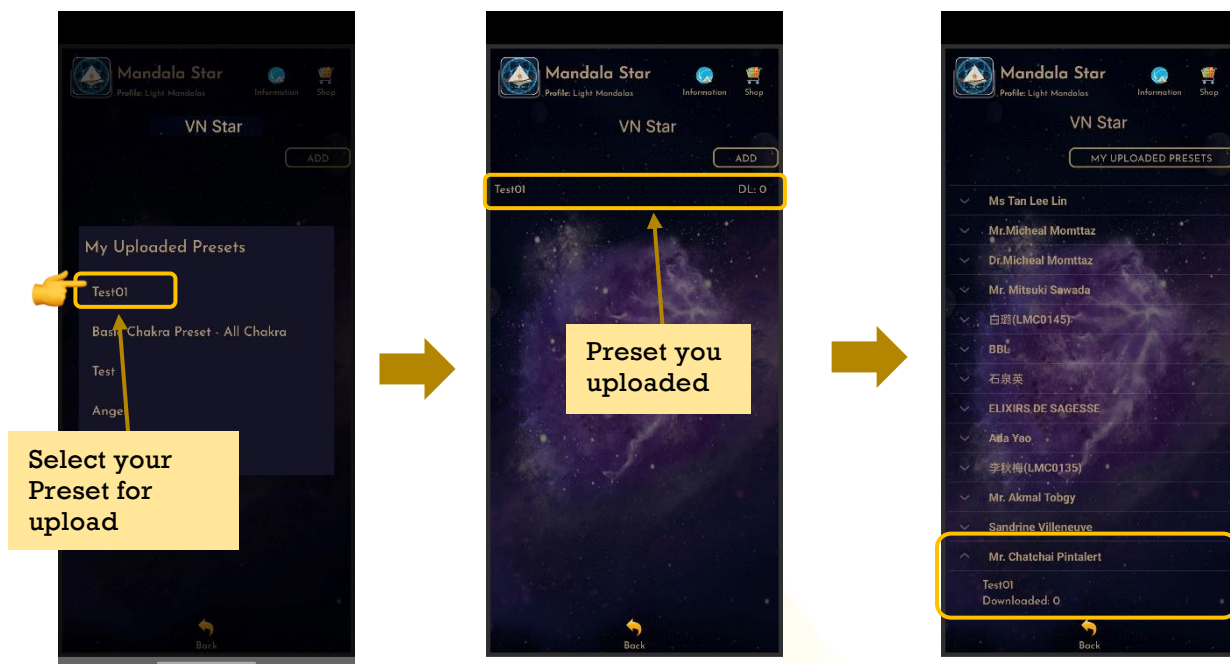 Mandala Star
Profile: Light Mandalas
Information
Shop
VN Star
ADD
My Uploaded Presets
Test01
Basic Chakra Preset - All Chakra
Test
Angel
Select your
Preset for
upload
Back
Mandala Star
Profile: Light Mandalas
Information
Shop
VN Star
ADD
Test01 DL: 0
Preset you
uploaded
Back
Mandala Star
Profile: Light Mandalas
Information
Shop
VN Star
MY UPLOADED PRESETS
Ms Tan Lee Lin
Mr.Micheal Momttaz
Dr.Micheal Momttaz
Mr. Mitsuki Sawada
白璐(LMC0145)
BBL
石泉英
ELIXIRS DE SAGESSE
Ada Yao
李秋梅(LMC0135)
Mr. Akmal Tobgy
Sandrine Villeneuve
Mr. Chatchai Pintalert
Test01
Downloaded: 0
Back